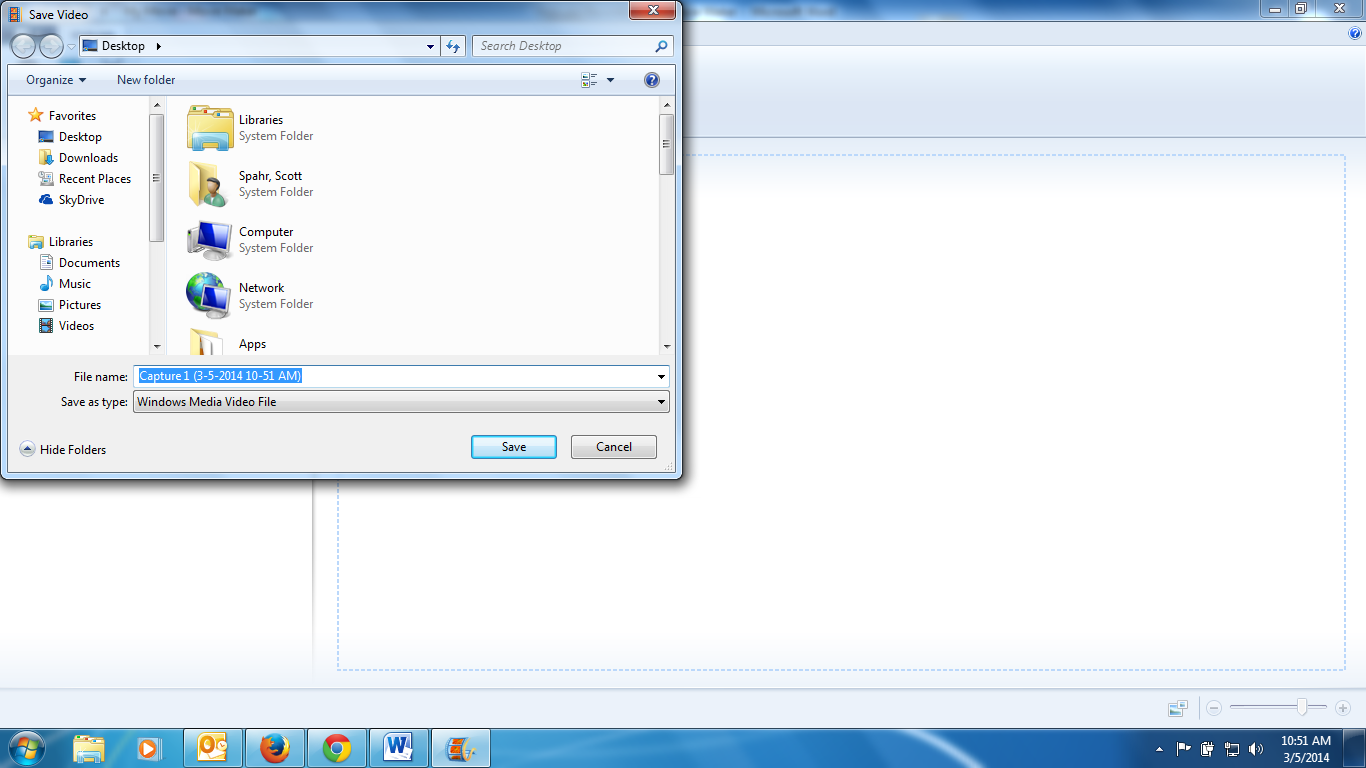 Save Video
Desktop
Search Desktop
Organize
New folder
Favorites
Desktop
Downloads
Recent Places
SkyDrive
Libraries
Documents
Music
Pictures
Videos
Libraries
System Folder
Spahr, Scott
System Folder
Computer
System Folder
Network
System Folder
Apps
File name: Capture 1 (3-5-2014 10-51 AM)
Save as type: Windows Media Video File
Hide Folders
Save
Cancel
10:51 AM
3/5/2014